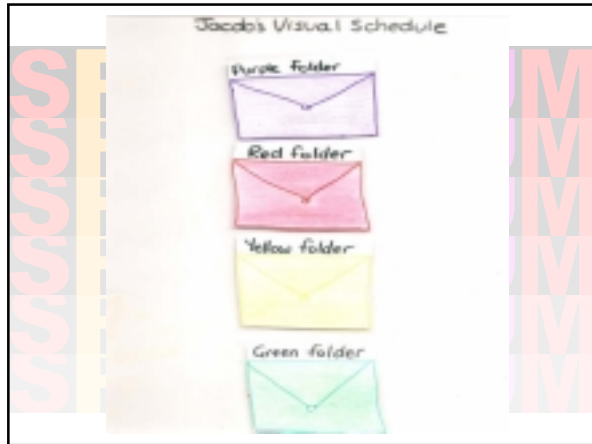 Jacob's Visual Schedule
Purple folder
Red folder
Yellow folder
Green folder